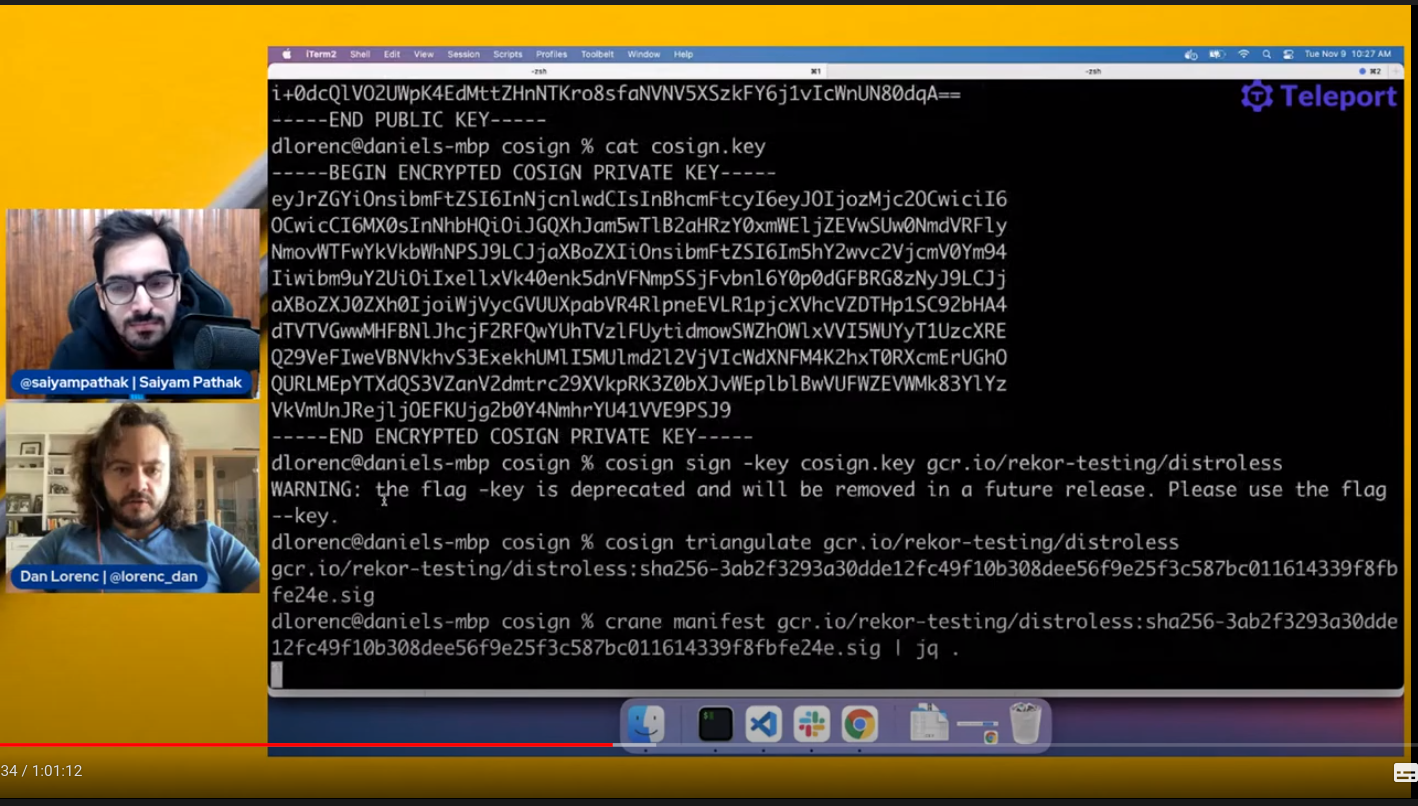 iTerm2 Shell Edit View Session Scripts Profiles Toolbelt Window Help Tue Nov 9 10:27 AM
-zsh ⌘1 -zsh ⌘2
Teleport
i+0dcQlVO2UWpK4EdMttZHnNTKro8sfaNVNV5XSzkFY6j1vIcWnUN80dqA==
-----END PUBLIC KEY-----
dlorenc@daniels-mbp cosign % cat cosign.key
-----BEGIN ENCRYPTED COSIGN PRIVATE KEY-----
eyJrZGYiOnsibmFtZSI6InNjcnlwdCIsInBhcmFtcyI6eyJOIjozMjc2OCwiciI6
OCwicCI6MX0sInNhbHQiOiJGQXhJam5wTlB2aHRzY0xmWEljZEVwSUw0NmdVRFly
NmovWTFwYkVkbWhNPSJ9LCJjaXBoZXIiOnsibmFtZSI6Im5hY2wvc2VjcmV0Ym94
Iiwibm9uY2UiOiIxellxVk40enk5dnVFNmpSSjFvbnl6Y0p0dGFBRG8zNyJ9LCJj
aXBoZXJ0ZXh0IjoiWjVycGVUUXpabVR4RlpneEVLR1pjcXVhcVZDTHp1SC92bHA4
dTVTVGwwMHFBNlJhcjF2RFQwYUhTVzlFUytidmowSWZhOWlxVVI5WUYyT1UzcXRE
Q29VeFIweVBNVkhvS3ExekhUMlI5MUlmd2l2VjVIcWdXNFM4K2hxT0RXcmErUGhO
QURLMEpYTXdQS3VZanV2dmtrc29XVkpRK3Z0bXJvWEplblBwVUFWZEVWMk83YlYz
VkVmUnJRejljOEFKUjg2b0Y4NmhrYU41VVE9PSJ9
-----END ENCRYPTED COSIGN PRIVATE KEY-----
dlorenc@daniels-mbp cosign % cosign sign -key cosign.key gcr.io/rekor-testing/distroless
WARNING: the flag -key is deprecated and will be removed in a future release. Please use the flag
--key.
dlorenc@daniels-mbp cosign % cosign triangulate gcr.io/rekor-testing/distroless
gcr.io/rekor-testing/distroless:sha256-3ab2f3293a30dde12fc49f10b308dee56f9e25f3c587bc011614339f8fb
fe24e.sig
dlorenc@daniels-mbp cosign % crane manifest gcr.io/rekor-testing/distroless:sha256-3ab2f3293a30dde
12fc49f10b308dee56f9e25f3c587bc011614339f8fbfe24e.sig | jq .
@saiyampathak | Saiyam Pathak
Dan Lorenc | @lorenc_dan
34 / 1:01:12